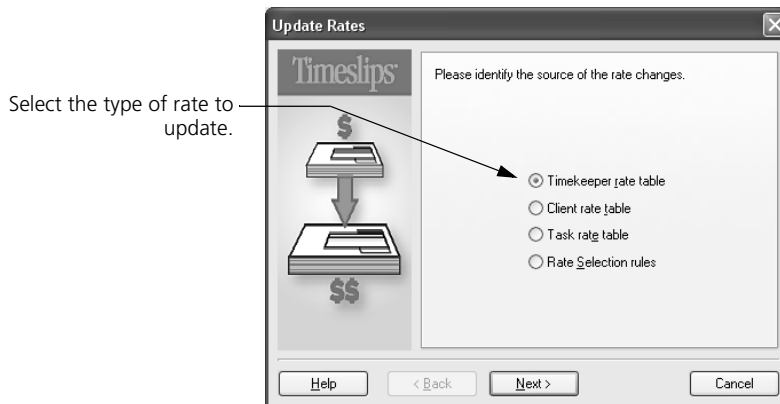 Update Rates
Timeslips
Please identify the source of the rate changes.
Select the type of rate to
update.
$
Timekeeper rate table
Client rate table
Task rate table
Rate Selection rules
$$
Help
< Back
Next >
Cancel